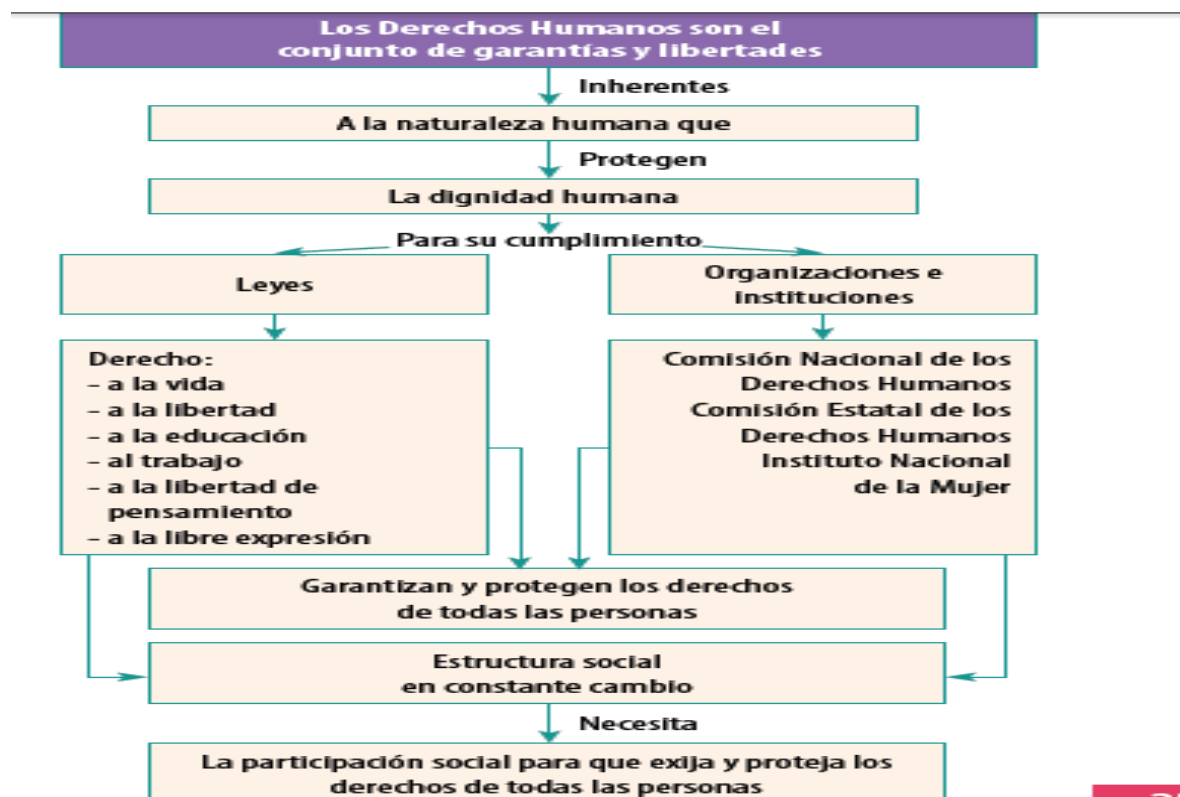 Los Derechos Humanos son el
conjunto de garantías y libertades
Inherentes
A la naturaleza humana que
Protegen
La dignidad humana
Para su cumplimiento
Leyes
Organizaciones e
instituciones
Derecho:
- a la vida
- a la libertad
- a la educación
- al trabajo
- a la libertad de
pensamiento
- a la libre expresión
Comisión Nacional de los
Derechos Humanos
Comisión Estatal de los
Derechos Humanos
Instituto Nacional
de la Mujer
Garantizan y protegen los derechos
de todas las personas
Estructura social
en constante cambio
Necesita
La participación social para que exija y proteja los
derechos de todas las personas